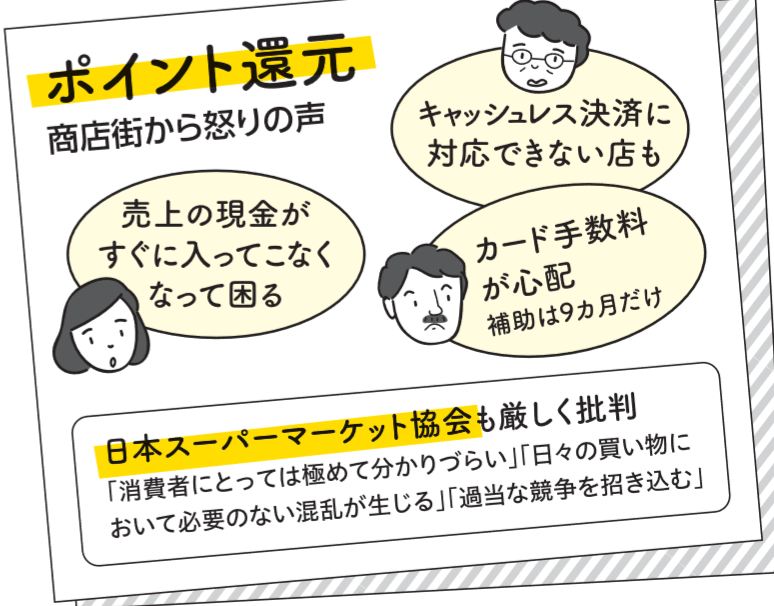 ポイント還元
商店街から怒りの声
キャッシュレス決済に
対応できない店も
売上の現金が
すぐに入ってこなく
なって困る
カード手数料
が心配
補助は9カ月だけ
日本スーパーマーケット協会も厳しく批判
「消費者にとっては極めて分かりづらい」「日々の買い物に
おいて必要のない混乱が生じる」「過当な競争を招き込む」